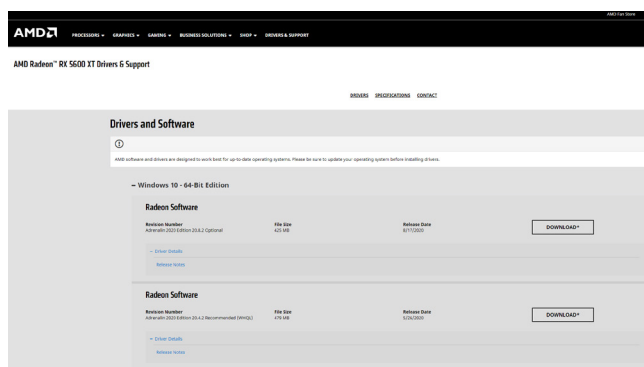 AMD Fan Store
AMD PROCESSORS GRAPHICS GAMING BUSINESS SOLUTIONS SHOP DRIVERS & SUPPORT
AMD Radeon™ RX 5600 XT Drivers & Support
DRIVERS SPECIFICATIONS CONTACT
Drivers and Software
AMD software and drivers are designed to work best for up-to-date operating systems. Please be sure to update your operating system before installing drivers.
– Windows 10 - 64-Bit Edition
Radeon Software
Revision Number File Size Release Date
Adrenalin 2020 Edition 20.8.2 Optional 425 MB 8/17/2020 DOWNLOAD*
– Driver Details
Release Notes
Radeon Software
Revision Number File Size Release Date
Adrenalin 2020 Edition 20.4.2 Recommended (WHQL) 479 MB 5/26/2020 DOWNLOAD*
– Driver Details
Release Notes